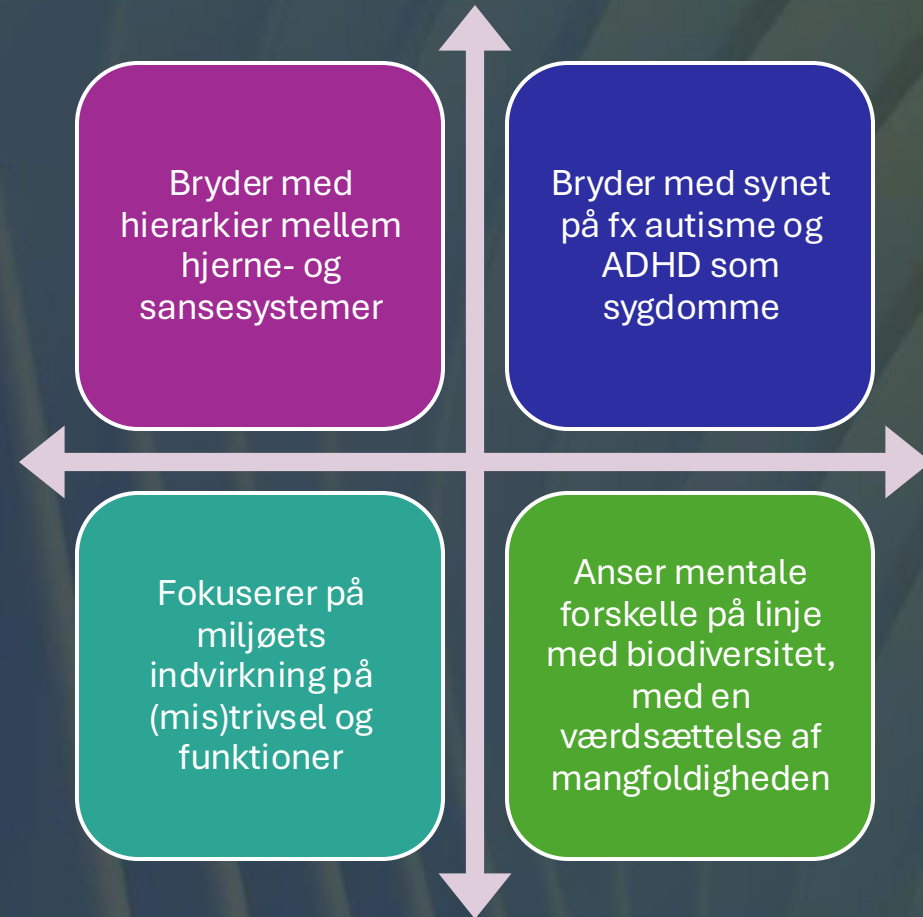 Bryder med
hierarkier mellem
hjerne- og
sansesystemer
Bryder med synet
på fx autisme og
ADHD som
sygdomme
Fokuserer på
miljøets
indvirkning på
(mis)trivsel og
funktioner
Anser mentale
forskelle på linje
med biodiversitet,
med en
værdsættelse af
mangfoldigheden